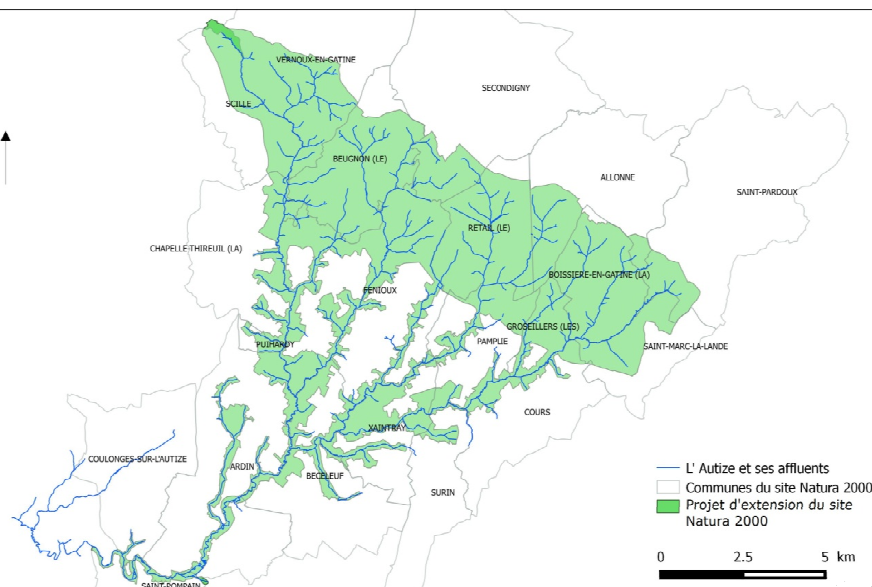 VERNOUX-EN-GATINE
SECONDIGNY
SCILLE
BEUGNON (LE)
ALLONNE
SAINT-PARDOUX
RETAIL (LE)
CHAPELLE-THIREUIL (LA)
BOISSIERE-EN-GATINE (LA)
FENIOUX
GROSEILLERS (LES)
PUIHARDY
PAMPLIE
SAINT-MARC-LA-LANDE
COURS
XAINTRAY
COULONGES-SUR-L'AUTIZE
ARDIN
BECELEUF
SURIN
SAINT-POMPAIN
L' Autize et ses affluents
Communes du site Natura 2000
Projet d'extension du site
Natura 2000
0 2.5 5 km